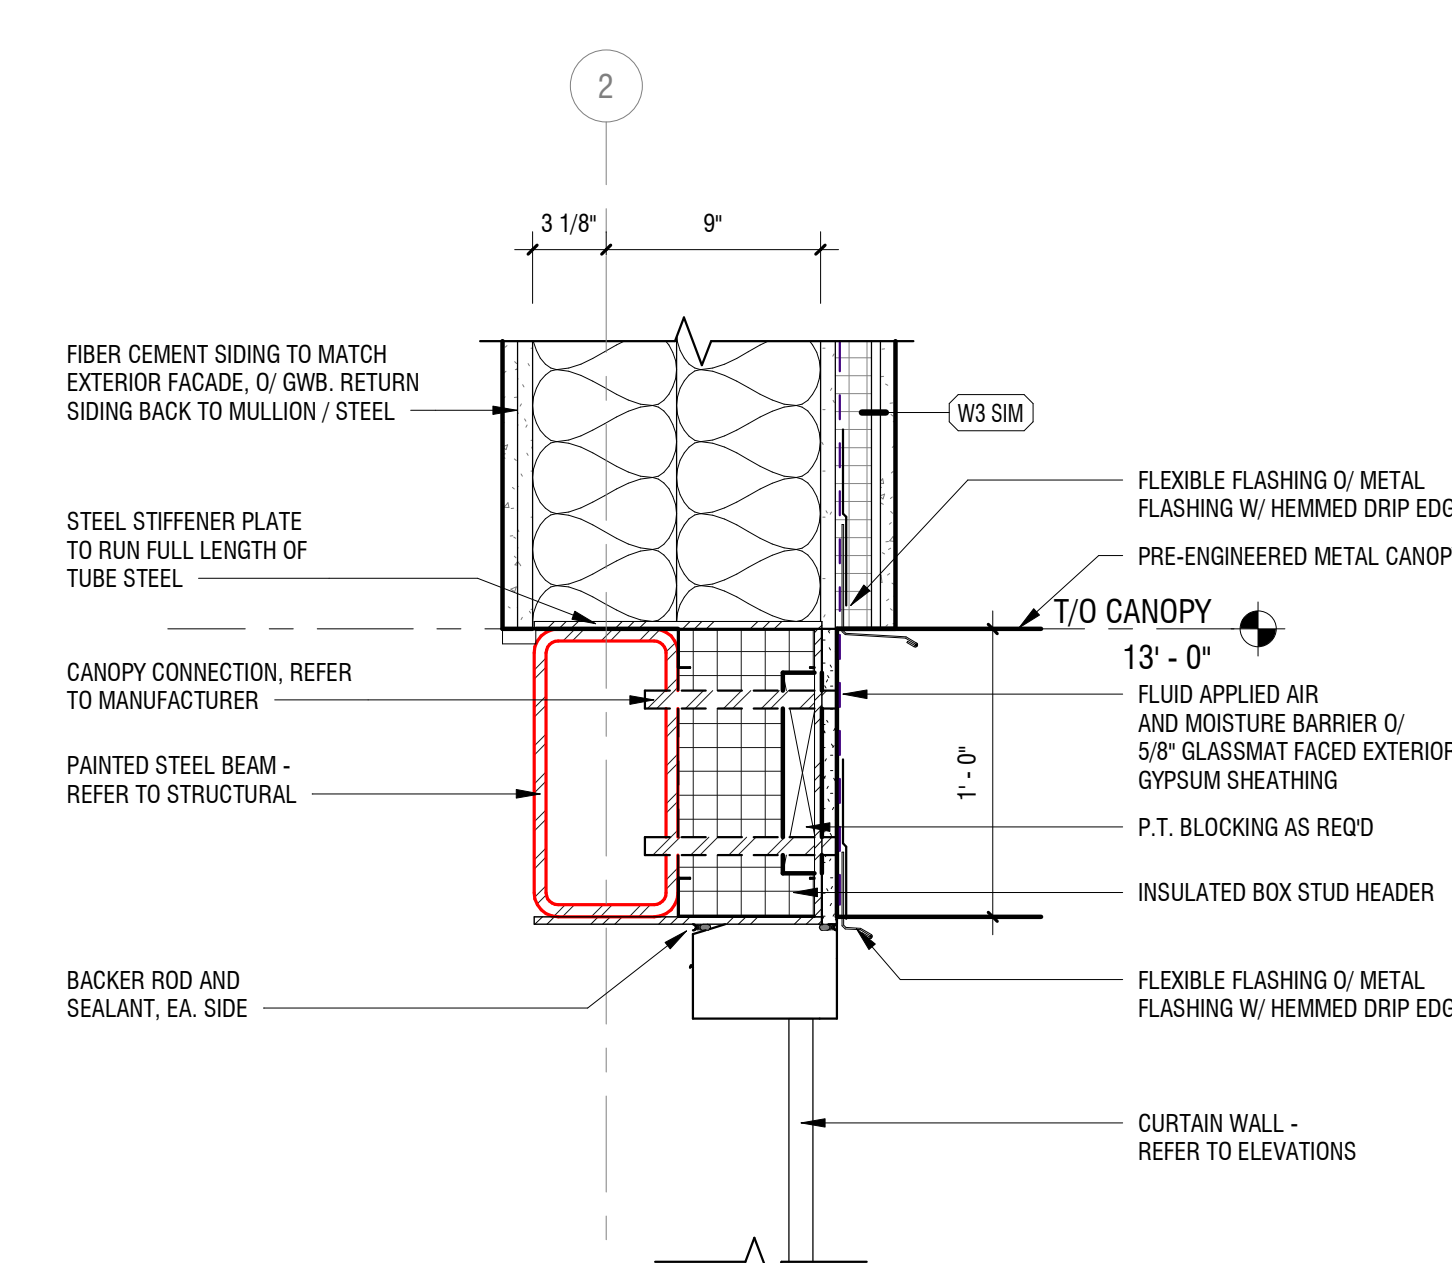 2
3 1/8"
9"
FIBER CEMENT SIDING TO MATCH
EXTERIOR FACADE, O/ GWB. RETURN
SIDING BACK TO MULLION / STEEL
W3 SIM
FLEXIBLE FLASHING O/ METAL
FLASHING W/ HEMMED DRIP EDG
STEEL STIFFENER PLATE
TO RUN FULL LENGTH OF
TUBE STEEL
PRE-ENGINEERED METAL CANOP
T/O CANOPY
13' - 0"
CANOPY CONNECTION, REFER
TO MANUFACTURER
FLUID APPLIED AIR
AND MOISTURE BARRIER O/
5/8" GLASSMAT FACED EXTERIOR
GYPSUM SHEATHING
PAINTED STEEL BEAM -
REFER TO STRUCTURAL
1' - 0"
P.T. BLOCKING AS REQ'D
INSULATED BOX STUD HEADER
BACKER ROD AND
SEALANT, EA. SIDE
FLEXIBLE FLASHING O/ METAL
FLASHING W/ HEMMED DRIP EDG
CURTAIN WALL -
REFER TO ELEVATIONS